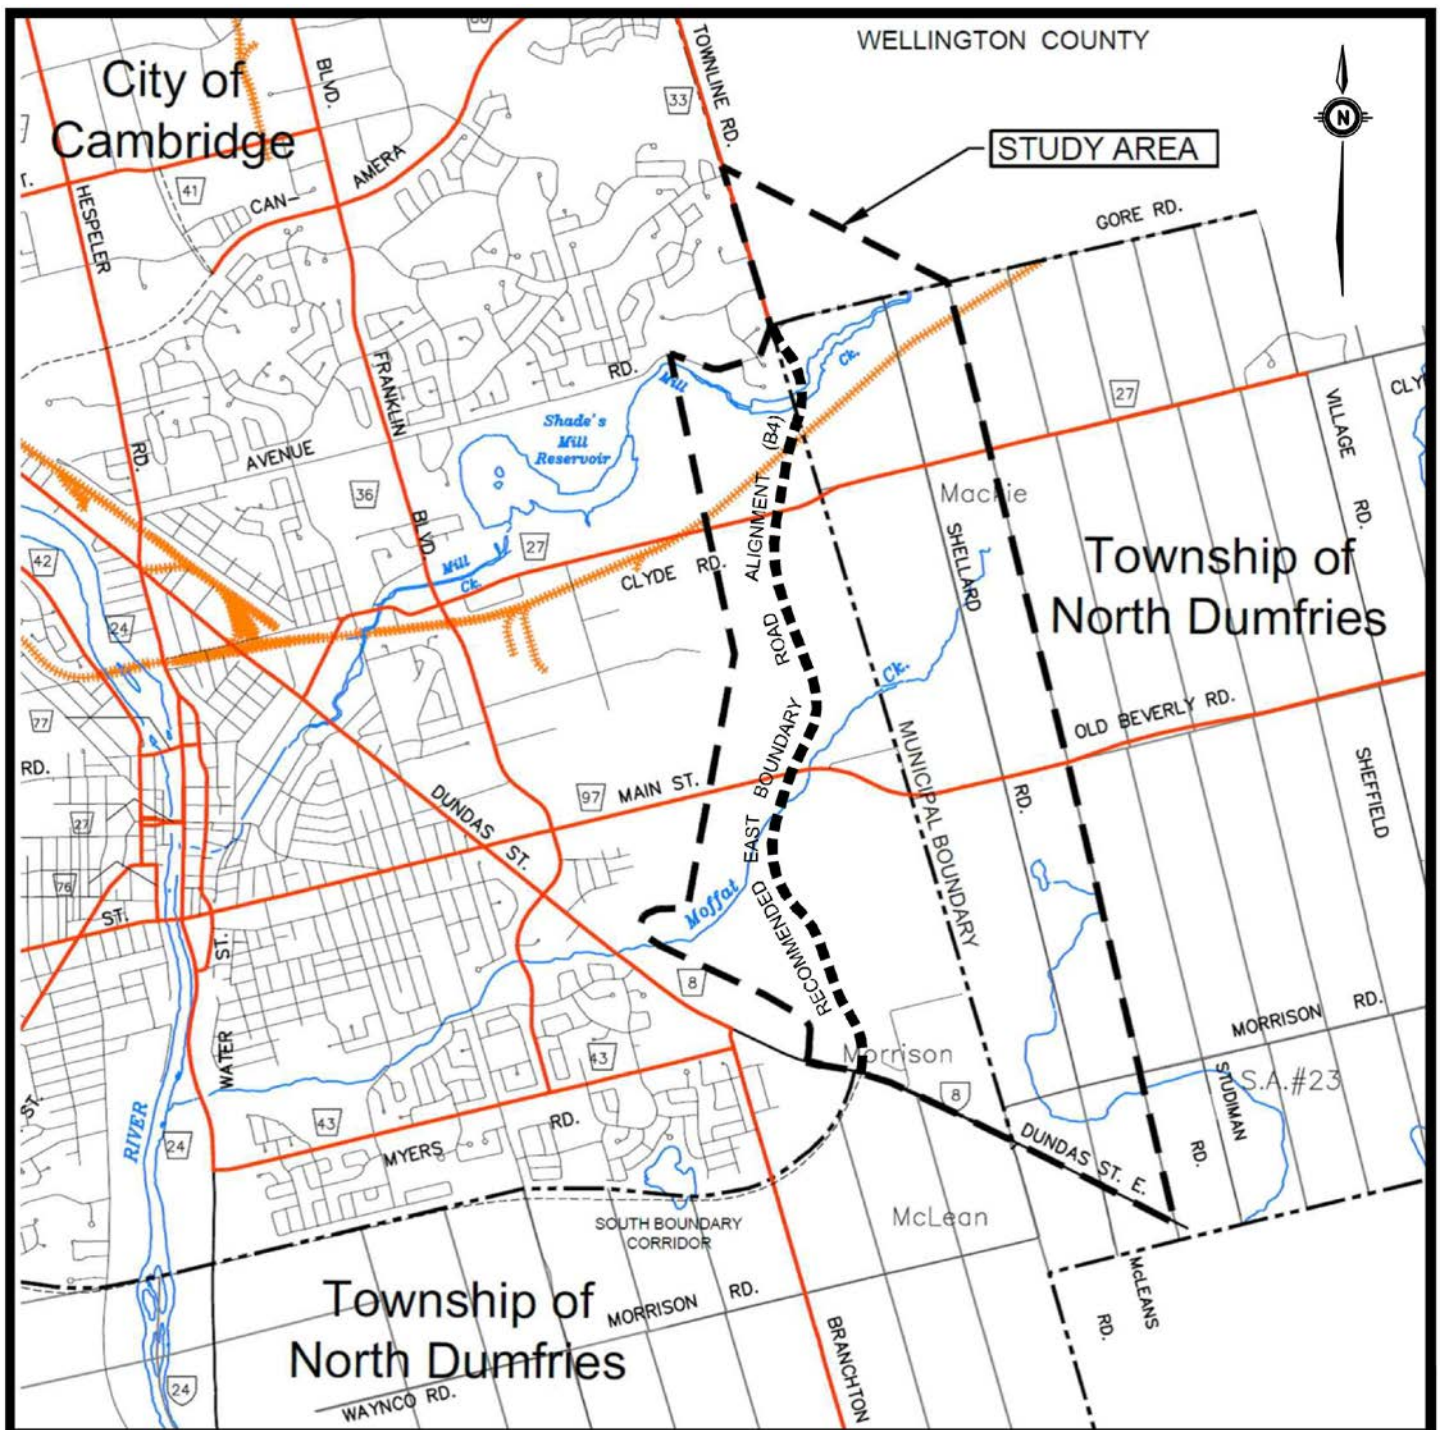 WELLINGTON COUNTY
City of
Cambridge
BLVD.
TOWNLINE RD.
33
N
STUDY AREA
41
CAN-
AMERA
HESPELER
GORE RD.
FRANKLIN
RD.
Mill
Ck.
27
CLYDE
VILLAGE
RD.
Shade's
Mill
Reservoir
AVENUE
RD.
36
BLVD.
ALIGNMENT (B4)
Mackie
SHELLARD
Township of
North Dumfries
42
27
Mill
Ck.
CLYDE RD.
24
ROAD
Ck.
77
RD.
OLD BEVERLY RD.
BOUNDARY
MUNICIPAL BOUNDARY
SHEFFIELD
RD.
97
MAIN ST.
DUNDAS
ST.
27
EAST
76
ST.
ST.
Moffat
RECOMMENDED
8
MORRISON RD.
WATER
Morrison
43
S.A.#23
STUDIMAN
RD.
8
ST.
RIVER
24
43
MYERS
RD.
DUNDAS ST. E.
McLean
SOUTH BOUNDARY
CORRIDOR
McLEANS
RD.
Township of
North Dumfries
MORRISON RD.
BRANCHTON
24
WAYNCO RD.